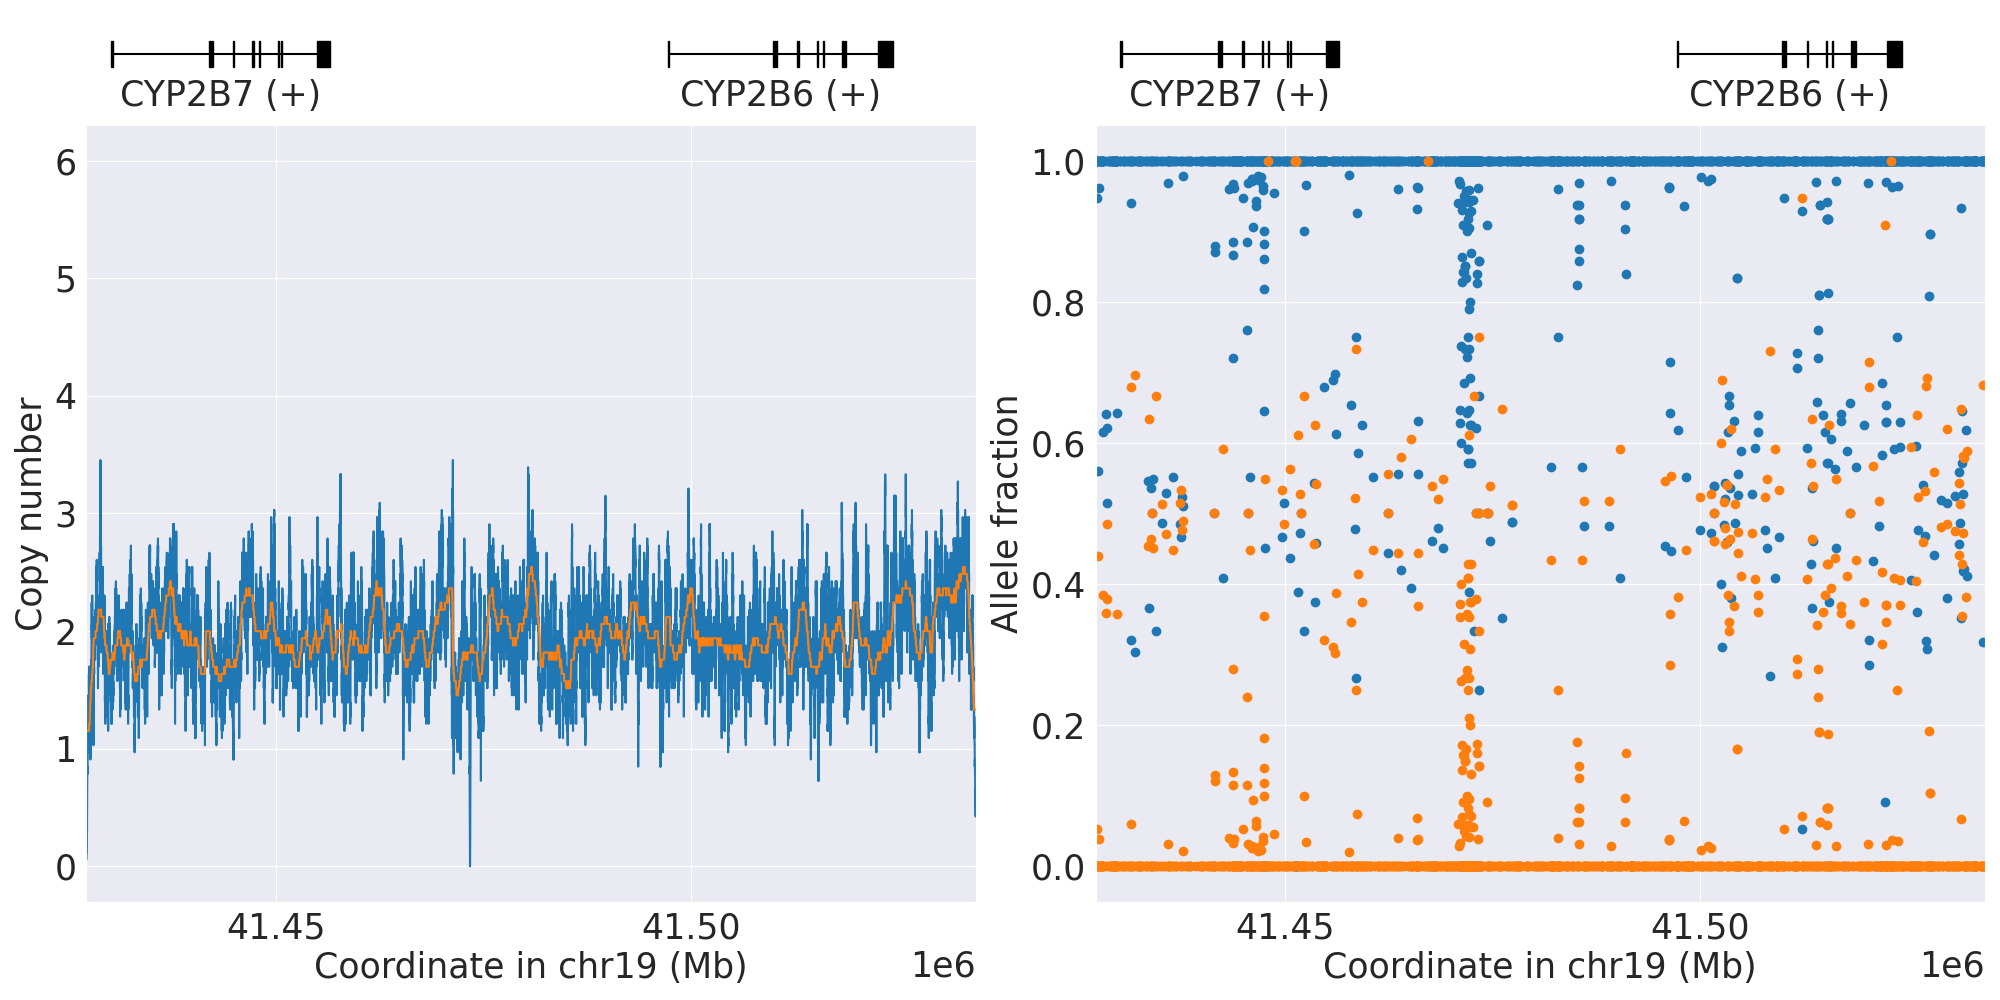 CYP2B7 (+)
CYP2B6 (+)
Copy number
6
5
4
3
2
1
0
41.45
41.50
Coordinate in chr19 (Mb)
1e6
CYP2B7 (+)
CYP2B6 (+)
Allele fraction
1.0
0.8
0.6
0.4
0.2
0.0
41.45
41.50
Coordinate in chr19 (Mb)
1e6